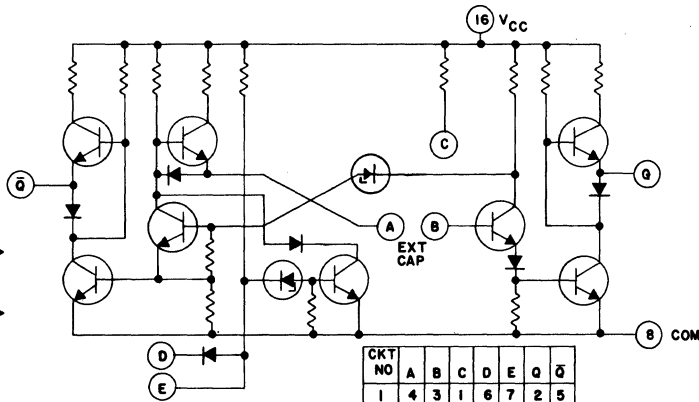 16 VCC
C
Q̄
Q
A
B
EXT
CAP
8 COM
D
E
CKT NO A B C D E Q Q̄
1 4 3 1 6 7 2 5